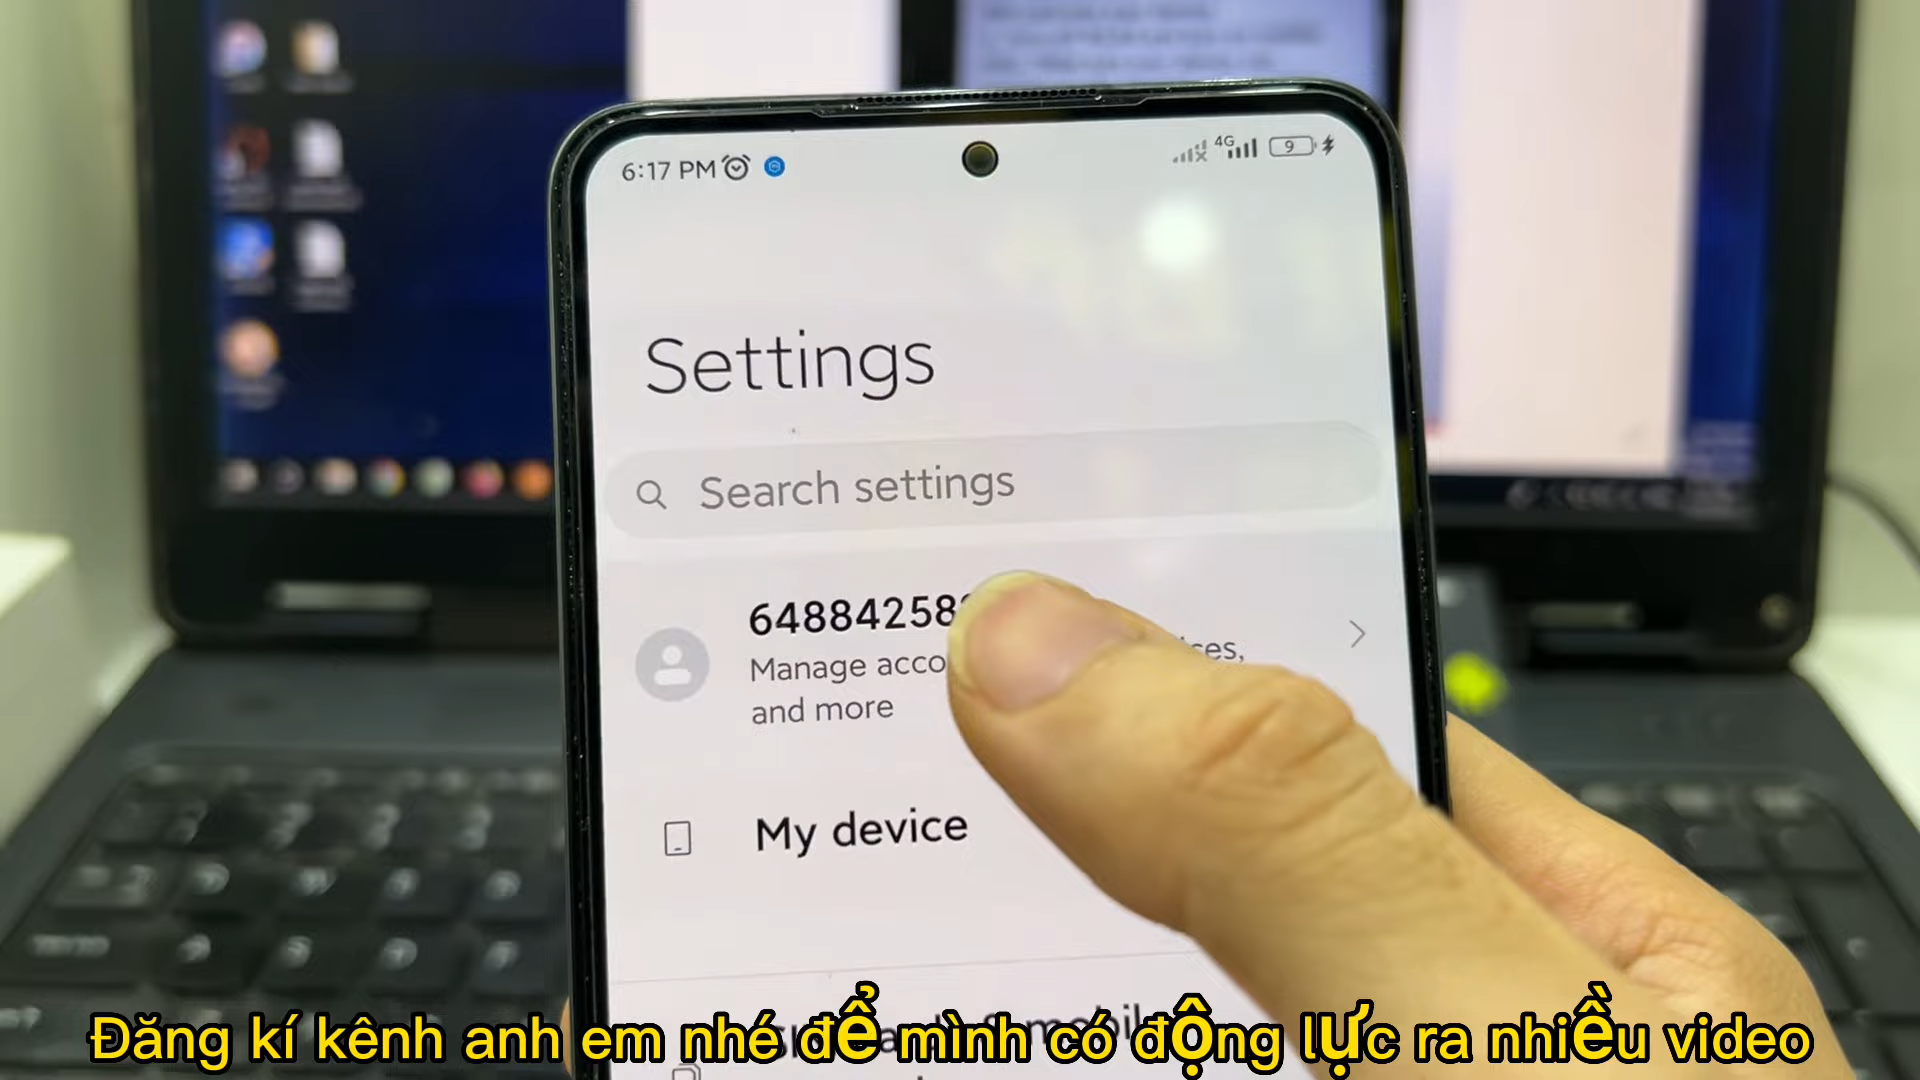 6:17 PM
4G
9
Settings
Search settings
64884258
Manage acco
and more
My device
Đăng kí kênh anh em nhé để mình có động lực ra nhiều video